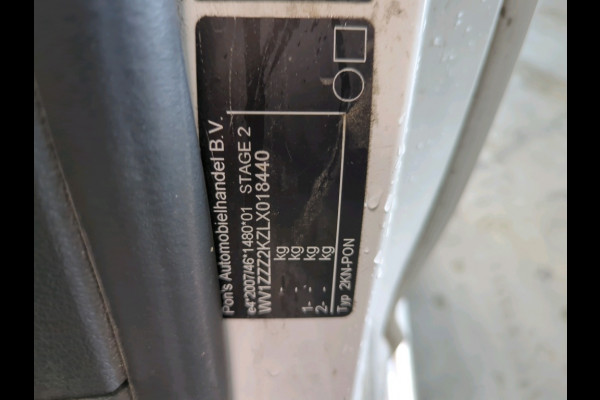 Pon's Automobielhandel B.V.
e4*2007/46*1480*01 STAGE 2
WV1ZZZ2KZLX018440
- kg
- kg
1- - kg
2- - kg
Typ 2KN-PON